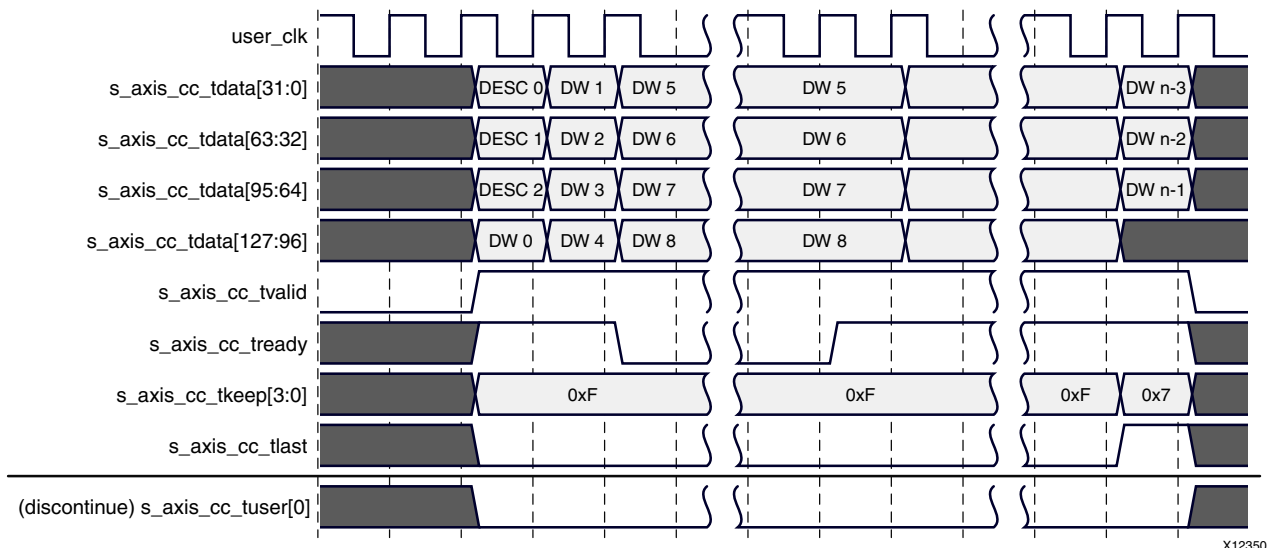 user_clk
s_axis_cc_tdata[31:0] DESC 0 DW 1 DW 5 DW 5 DW n-3
s_axis_cc_tdata[63:32] DESC 1 DW 2 DW 6 DW 6 DW n-2
s_axis_cc_tdata[95:64] DESC 2 DW 3 DW 7 DW 7 DW n-1
s_axis_cc_tdata[127:96] DW 0 DW 4 DW 8 DW 8
s_axis_cc_tvalid
s_axis_cc_tready
s_axis_cc_tkeep[3:0] 0xF 0xF 0xF 0x7
s_axis_cc_tlast
(discontinue) s_axis_cc_tuser[0]
X12350